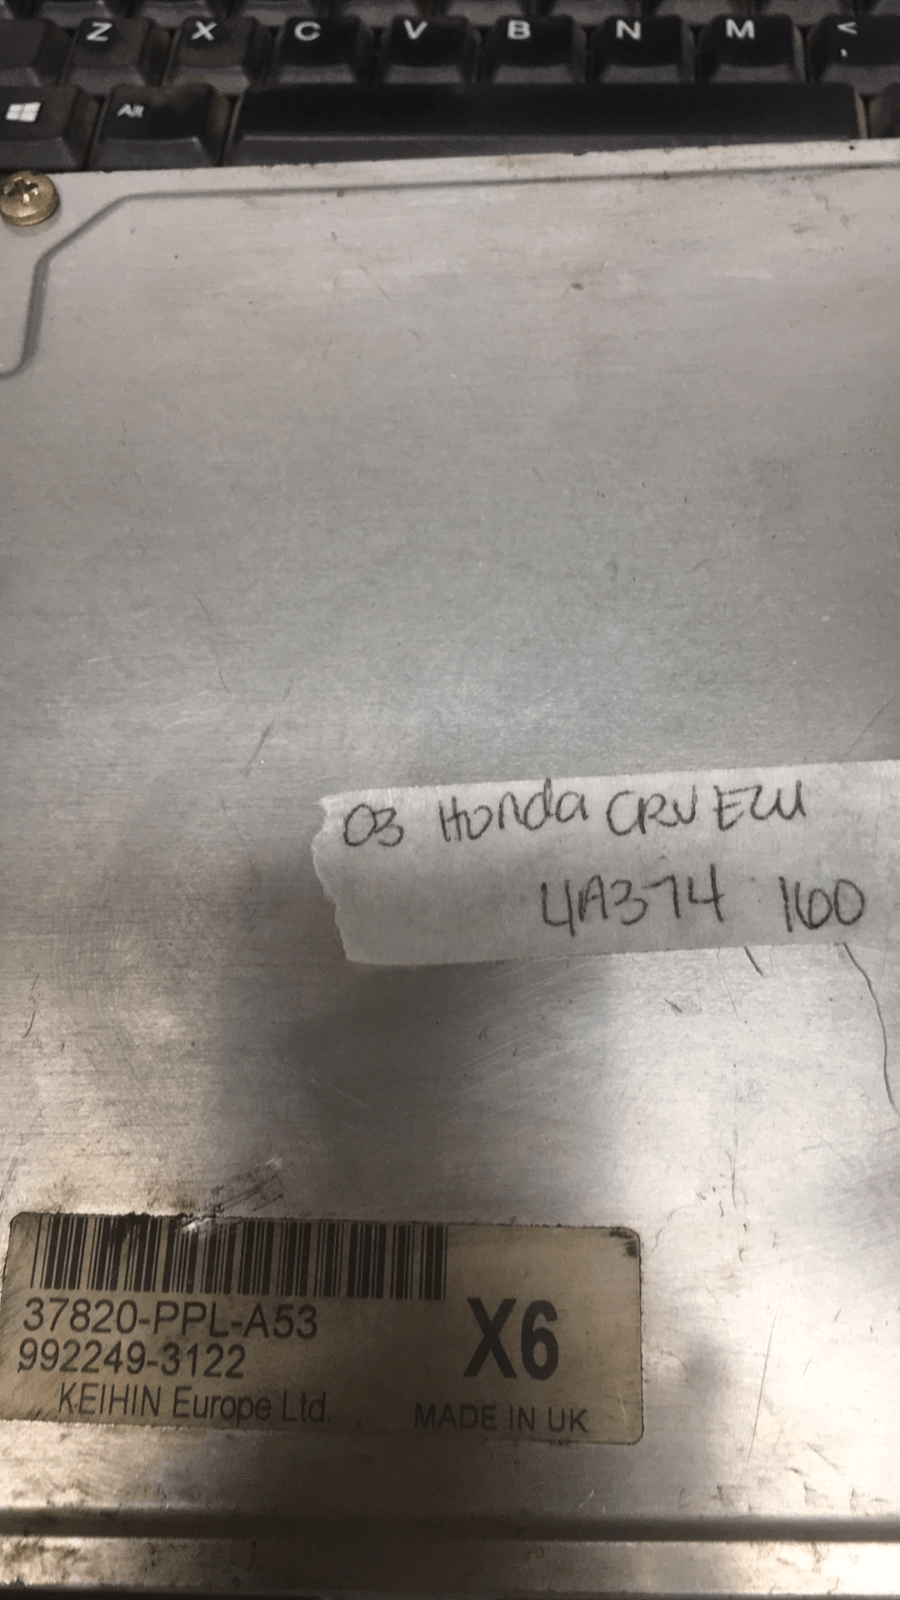 Z X C V B N M <
,
Alt
03 Honda CRV ECU
4A374 160
37820-PPL-A53
992249-3122
X6
KEIHIN Europe Ltd.
MADE IN UK